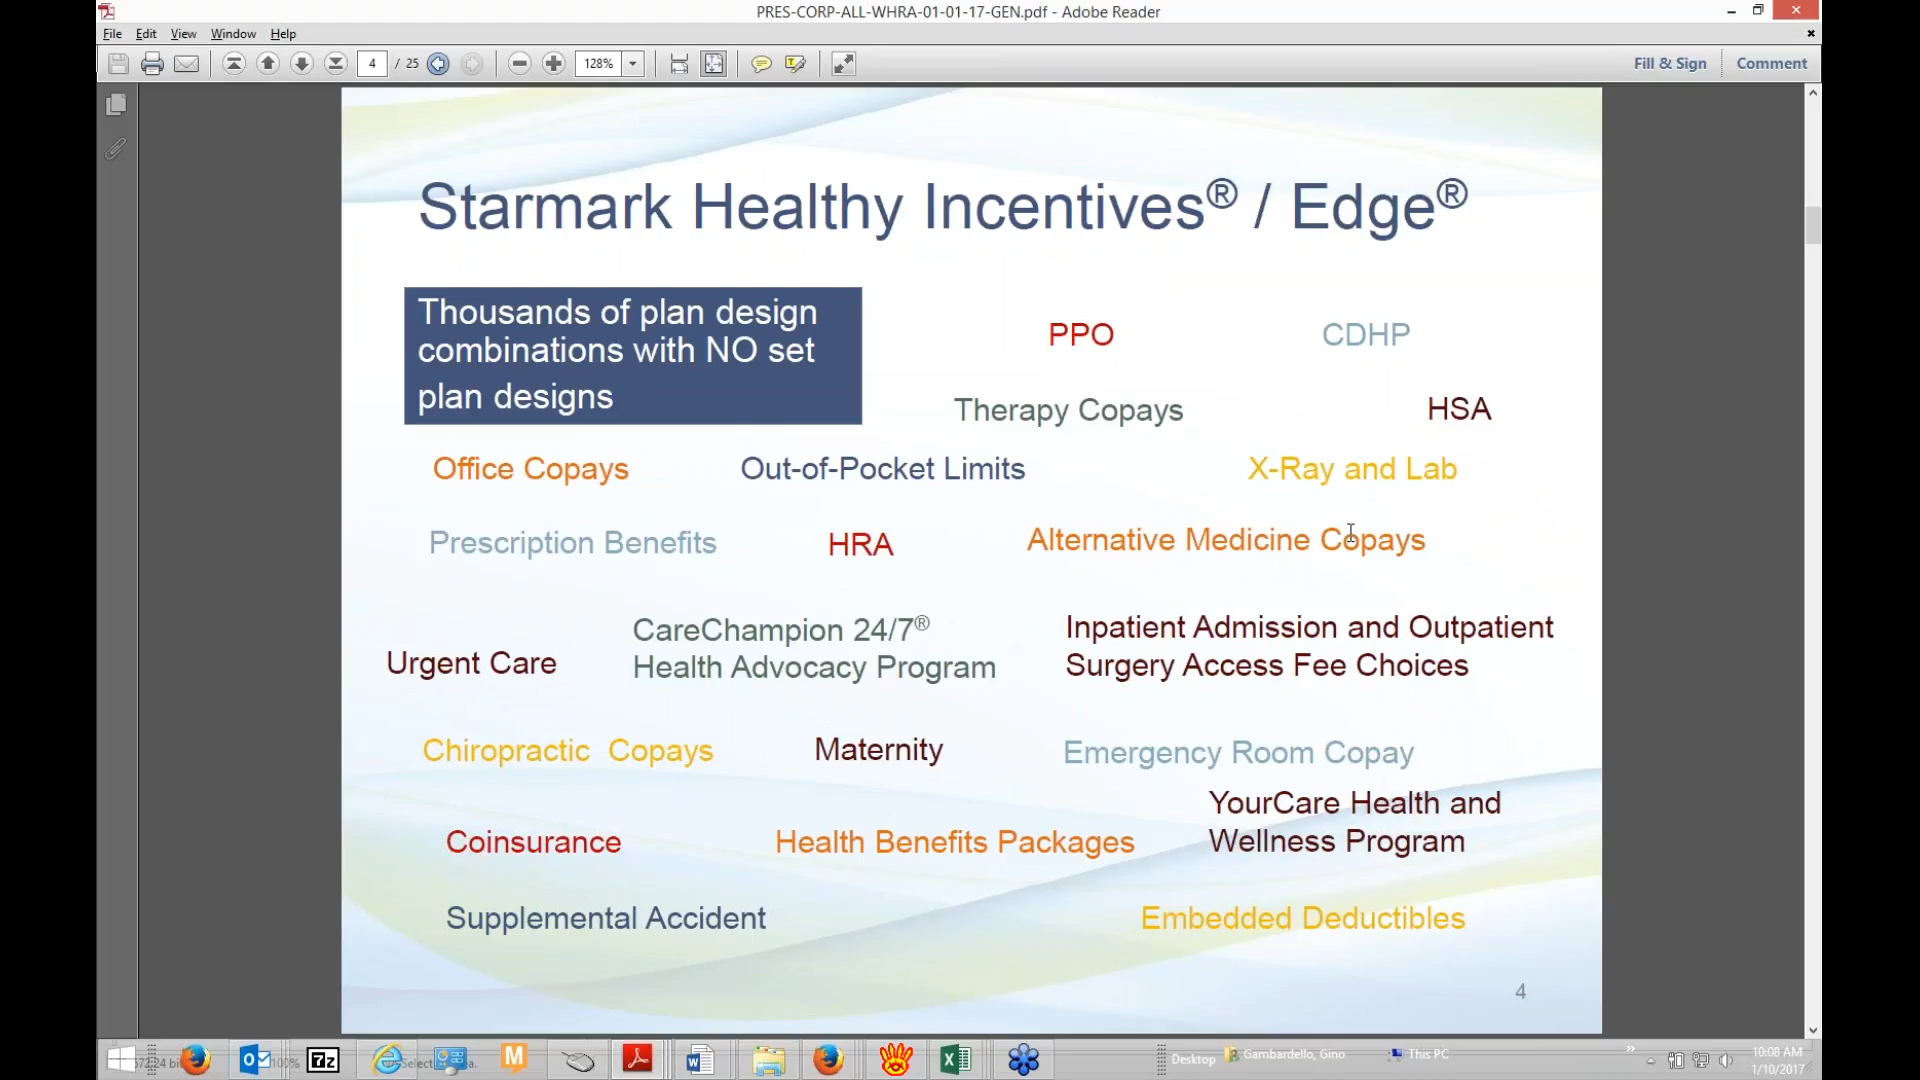 PRES-CORP-ALL-WHRA-01-01-17-GEN.pdf - Adobe Reader
File Edit View Window Help
4 / 25 128% Fill & Sign Comment
Starmark Healthy Incentives® / Edge®
Thousands of plan design
combinations with NO set
plan designs
PPO CDHP
Therapy Copays HSA
Office Copays Out-of-Pocket Limits X-Ray and Lab
Prescription Benefits HRA Alternative Medicine Copays
CareChampion 24/7®
Health Advocacy Program
Urgent Care
Inpatient Admission and Outpatient
Surgery Access Fee Choices
Chiropractic Copays Maternity Emergency Room Copay
YourCare Health and
Wellness Program
Coinsurance Health Benefits Packages
Supplemental Accident Embedded Deductibles
4
Desktop Gambardello, Gino This PC
10:08 AM
1/10/2017